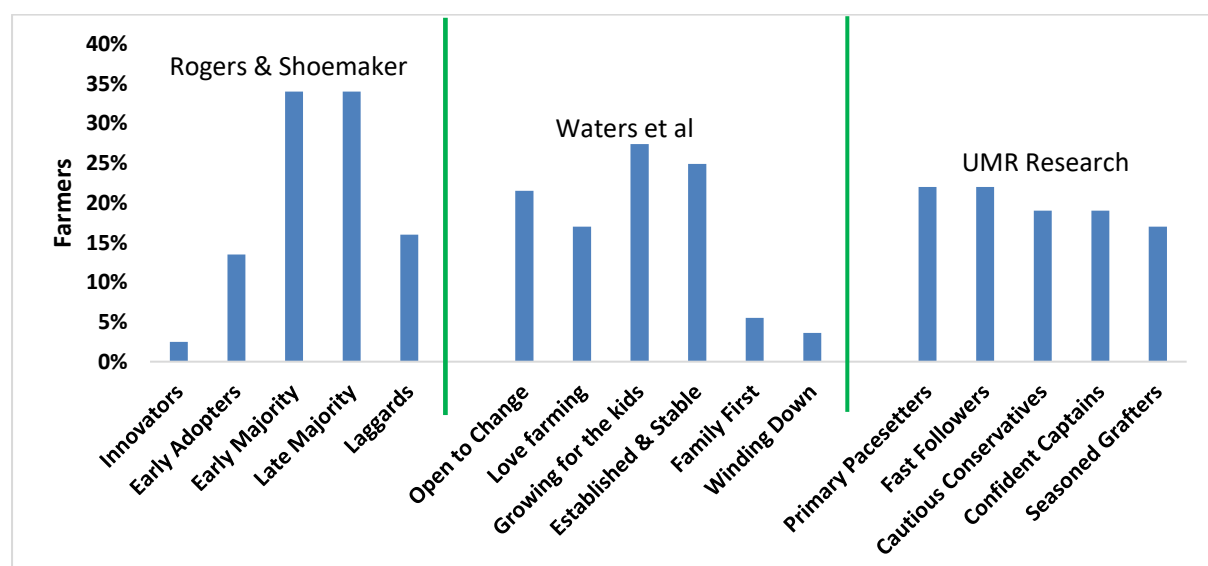 40%
35%
30%
25%
20%
15%
10%
5%
0%
Farmers
Rogers & Shoemaker
Waters et al
UMR Research
Innovators
Early Adopters
Early Majority
Late Majority
Laggards
Open to Change
Love farming
Growing for the kids
Established & Stable
Family First
Winding Down
Primary Pacesetters
Fast Followers
Cautious Conservatives
Confident Captains
Seasoned Grafters